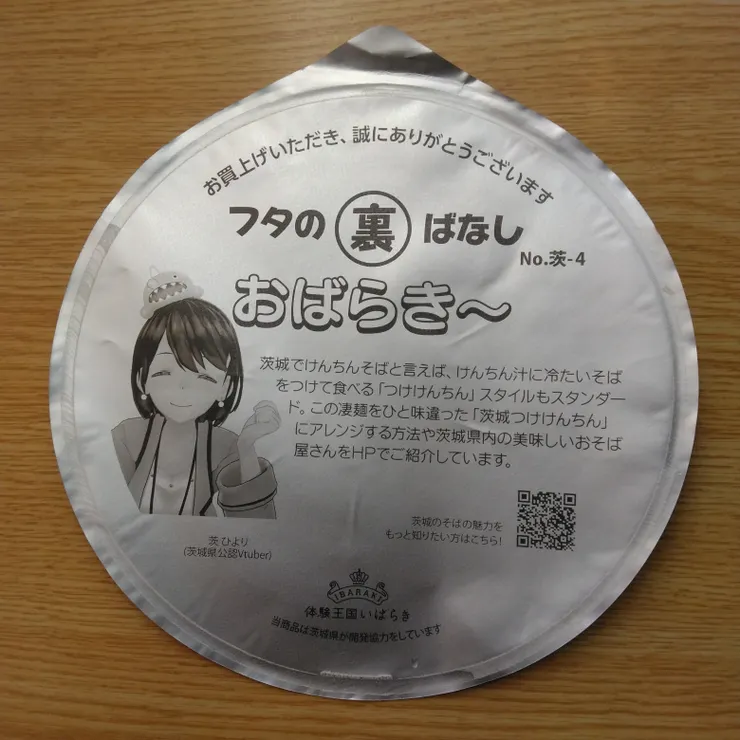 お買上げいただき、誠にありがとうございます
フタの裏ばなし
No.茨-4
おばらき～
茨城でけんちんそばと言えば、けんちん汁に冷たいそば
をつけて食べる「つけけんちん」スタイルもスタンダー
ド。この凄麺をひと味違った「茨城つけけんちん」
にアレンジする方法や茨城県内の美味しいおそば
屋さんをHPでご紹介しています。
茨城のそばの魅力を
もっと知りたい方はこちら!
茨 ひより
(茨城県公認Vtuber)
IBARAKI
体験王国いばらき
当商品は茨城県が開発協力をしています